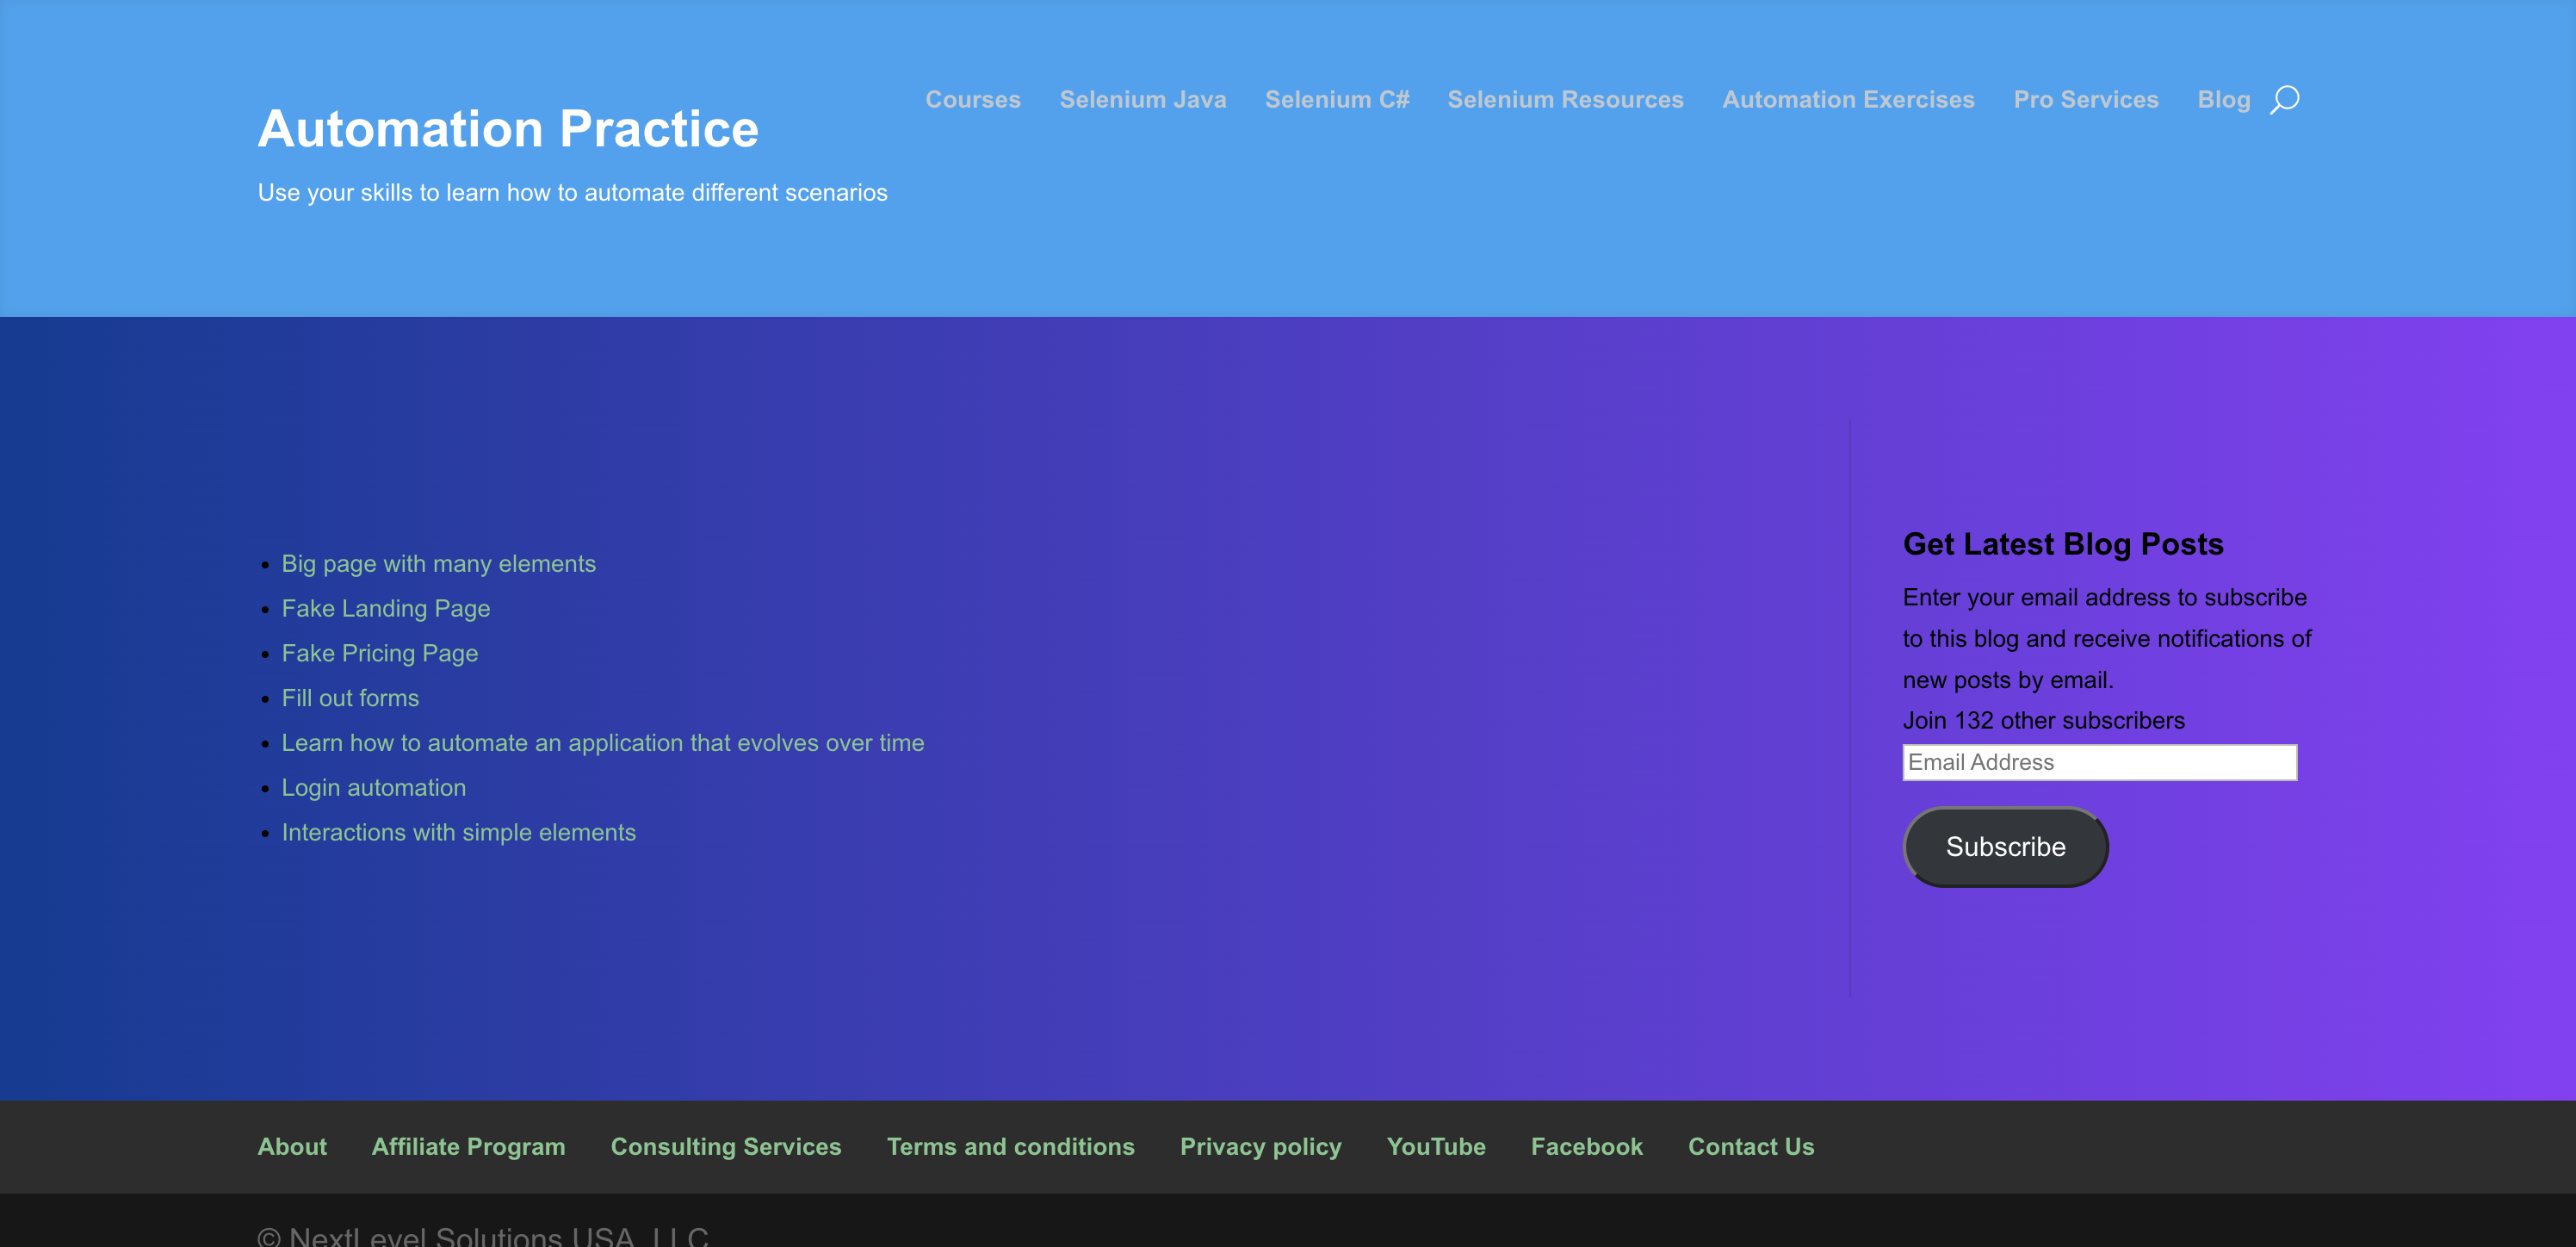 Courses Selenium Java Selenium C# Selenium Resources Automation Exercises Pro Services Blog
Automation Practice
Use your skills to learn how to automate different scenarios
Big page with many elements
Fake Landing Page
Fake Pricing Page
Fill out forms
Learn how to automate an application that evolves over time
Login automation
Interactions with simple elements
Get Latest Blog Posts
Enter your email address to subscribe
to this blog and receive notifications of
new posts by email.
Join 132 other subscribers
Email Address
Subscribe
About Affiliate Program Consulting Services Terms and conditions Privacy policy YouTube Facebook Contact Us
© NextLevel Solutions USA, LLC